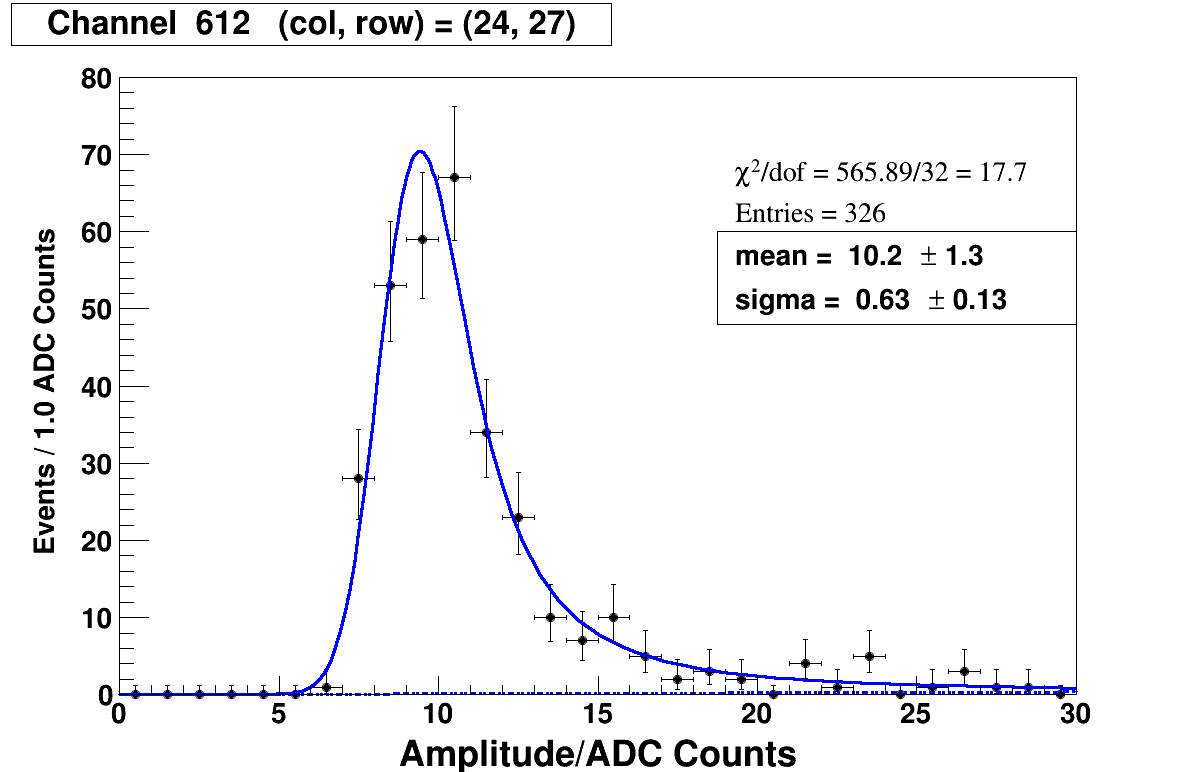 Channel 612 (col, row) = (24, 27)
80
70
60
50
40
30
20
10
0
Events / 1.0 ADC Counts
χ²/dof = 565.89/32 = 17.7
Entries = 326
mean = 10.2 ± 1.3
sigma = 0.63 ± 0.13
0 5 10 15 20 25 30
Amplitude/ADC Counts